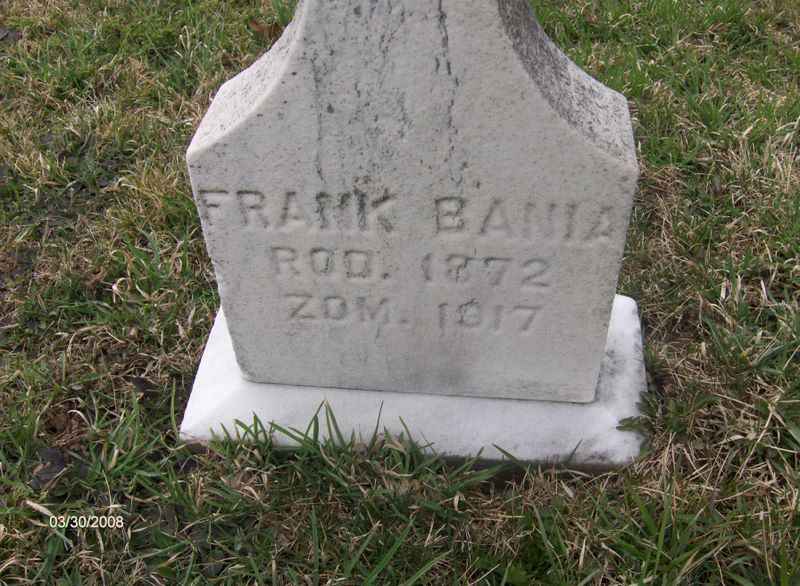 FRANK BANIA
ROD. 1872
ZOM. 1917
03/30/2008